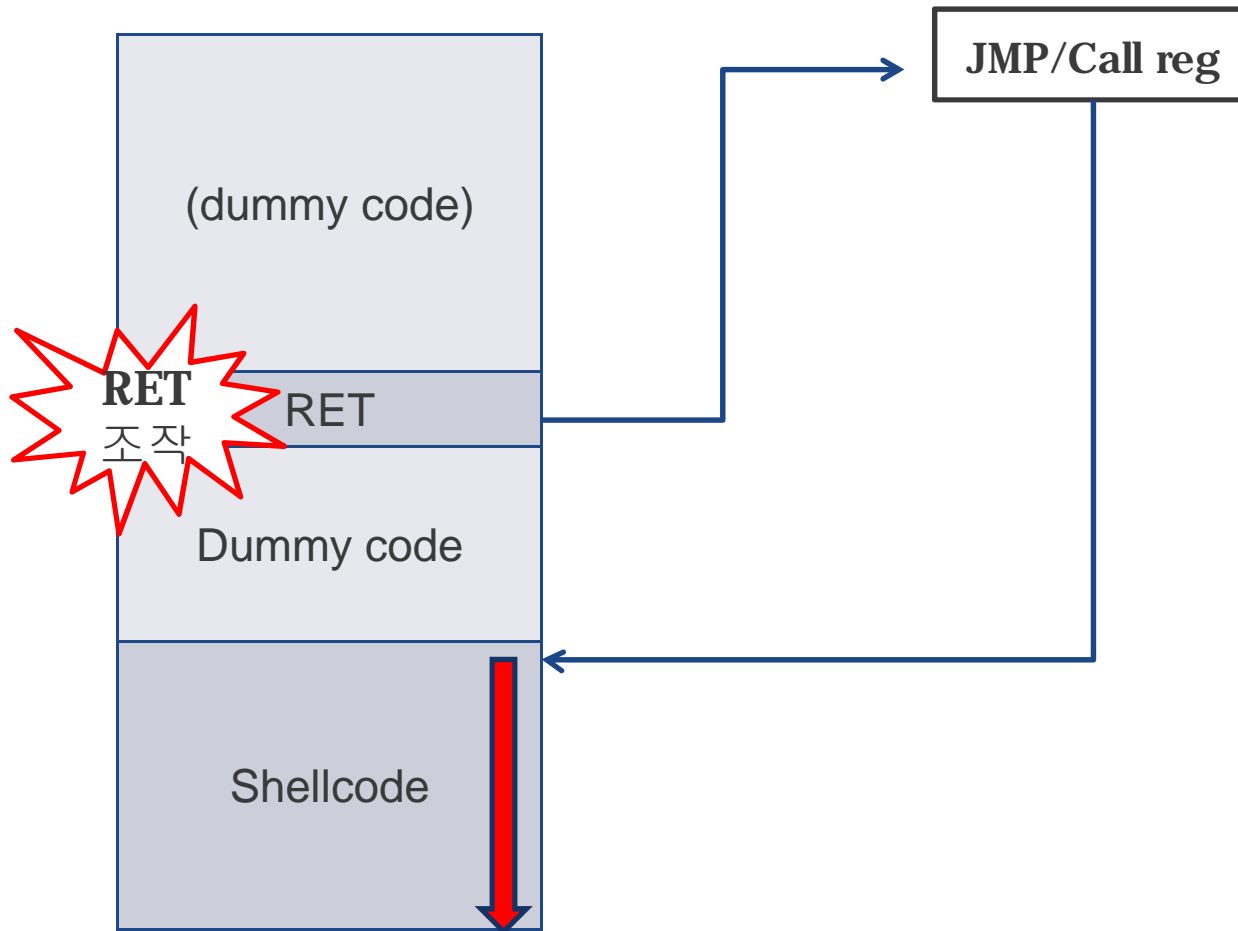 JMP/Call reg
(dummy code)
RET
조작
RET
Dummy code
Shellcode